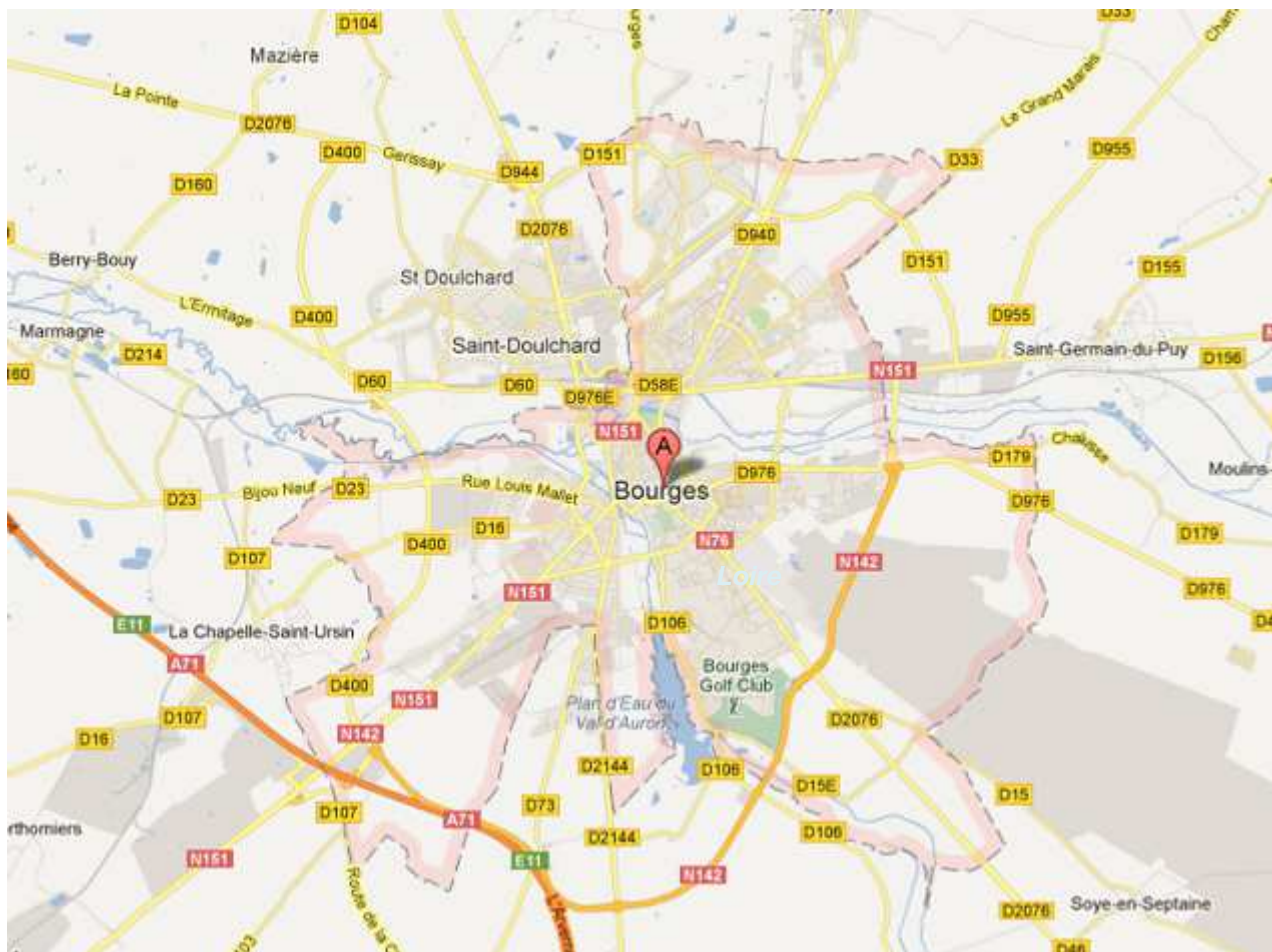 D104
D33
Mazière
La Pointe
D2076
D400
Gerissay
D944
D151
Le Grand Marais
D33
D955
D160
D2076
D940
D151
D155
Berry-Bouy
St Doulchard
L'Ermitage
D400
D955
Marmagne
D214
Saint-Doulchard
Saint-Germain-du-Puy
D156
D60
D60
D58E
N151
D976E
N151
A
Chausse
D179
D976
Bijou Neuf
D23
D23
Rue Louis Mallet
Bourges
D976
D16
D400
N76
D179
D107
N142
N151
D976
E11
La Chapelle-Saint-Ursin
D106
A71
Bourges
Golf Club
D400
N151
Plan d'Eau du
Val d'Auron
D107
D16
N142
D2076
D2144
D106
D15E
D15
D107
A71
D73
D2144
D106
N151
E11
N142
Soye-en-Septaine
D2076
D46